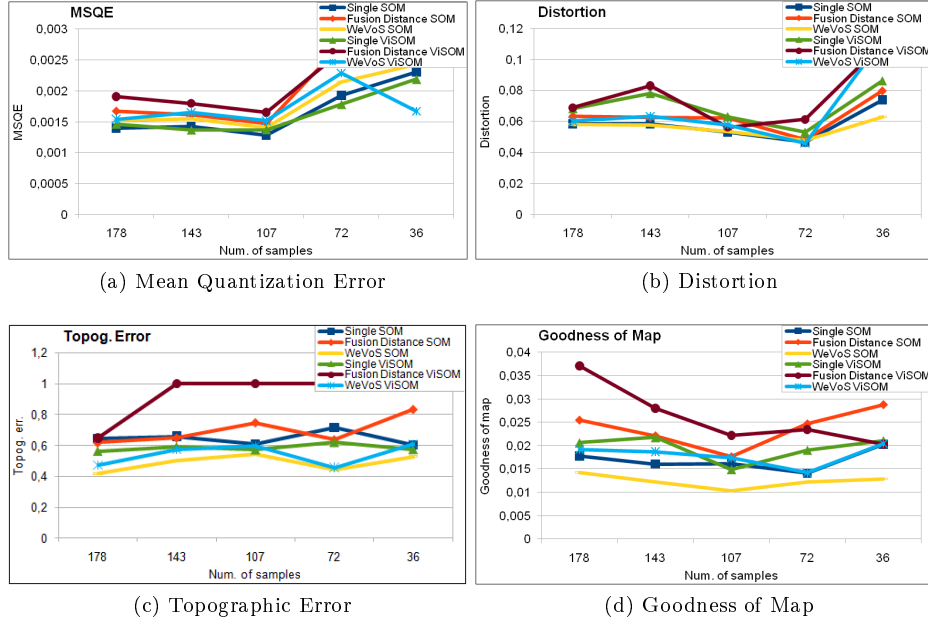 MSQE
Single SOM
Fusion Distance SOM
WeVoS SOM
Single ViSOM
Fusion Distance ViSOM
WeVoS ViSOM
0,003
0,0025
0,002
0,0015
0,001
0,0005
0
MSQE
178 143 107 72 36
Num. of samples
(a) Mean Quantization Error
Distortion
Single SOM
Fusion Distance SOM
WeVoS SOM
Single ViSOM
Fusion Distance ViSOM
WeVoS ViSOM
0,12
0,1
0,08
0,06
0,04
0,02
0
Distortion
178 143 107 72 36
Num. of samples
(b) Distortion
Topog. Error
Single SOM
Fusion Distance SOM
WeVoS SOM
Single ViSOM
Fusion Distance ViSOM
WeVoS ViSOM
1,2
1
0,8
0,6
0,4
0,2
0
Topog. err.
178 143 107 72 36
Num. of samples
(c) Topographic Error
Goodness of Map
Single SOM
Fusion Distance SOM
WeVoS SOM
Single ViSOM
Fusion Distance ViSOM
WeVoS ViSOM
0,04
0,035
0,03
0,025
0,02
0,015
0,01
0,005
0
Goodness of map
178 143 107 72 36
Num. of samples
(d) Goodness of Map